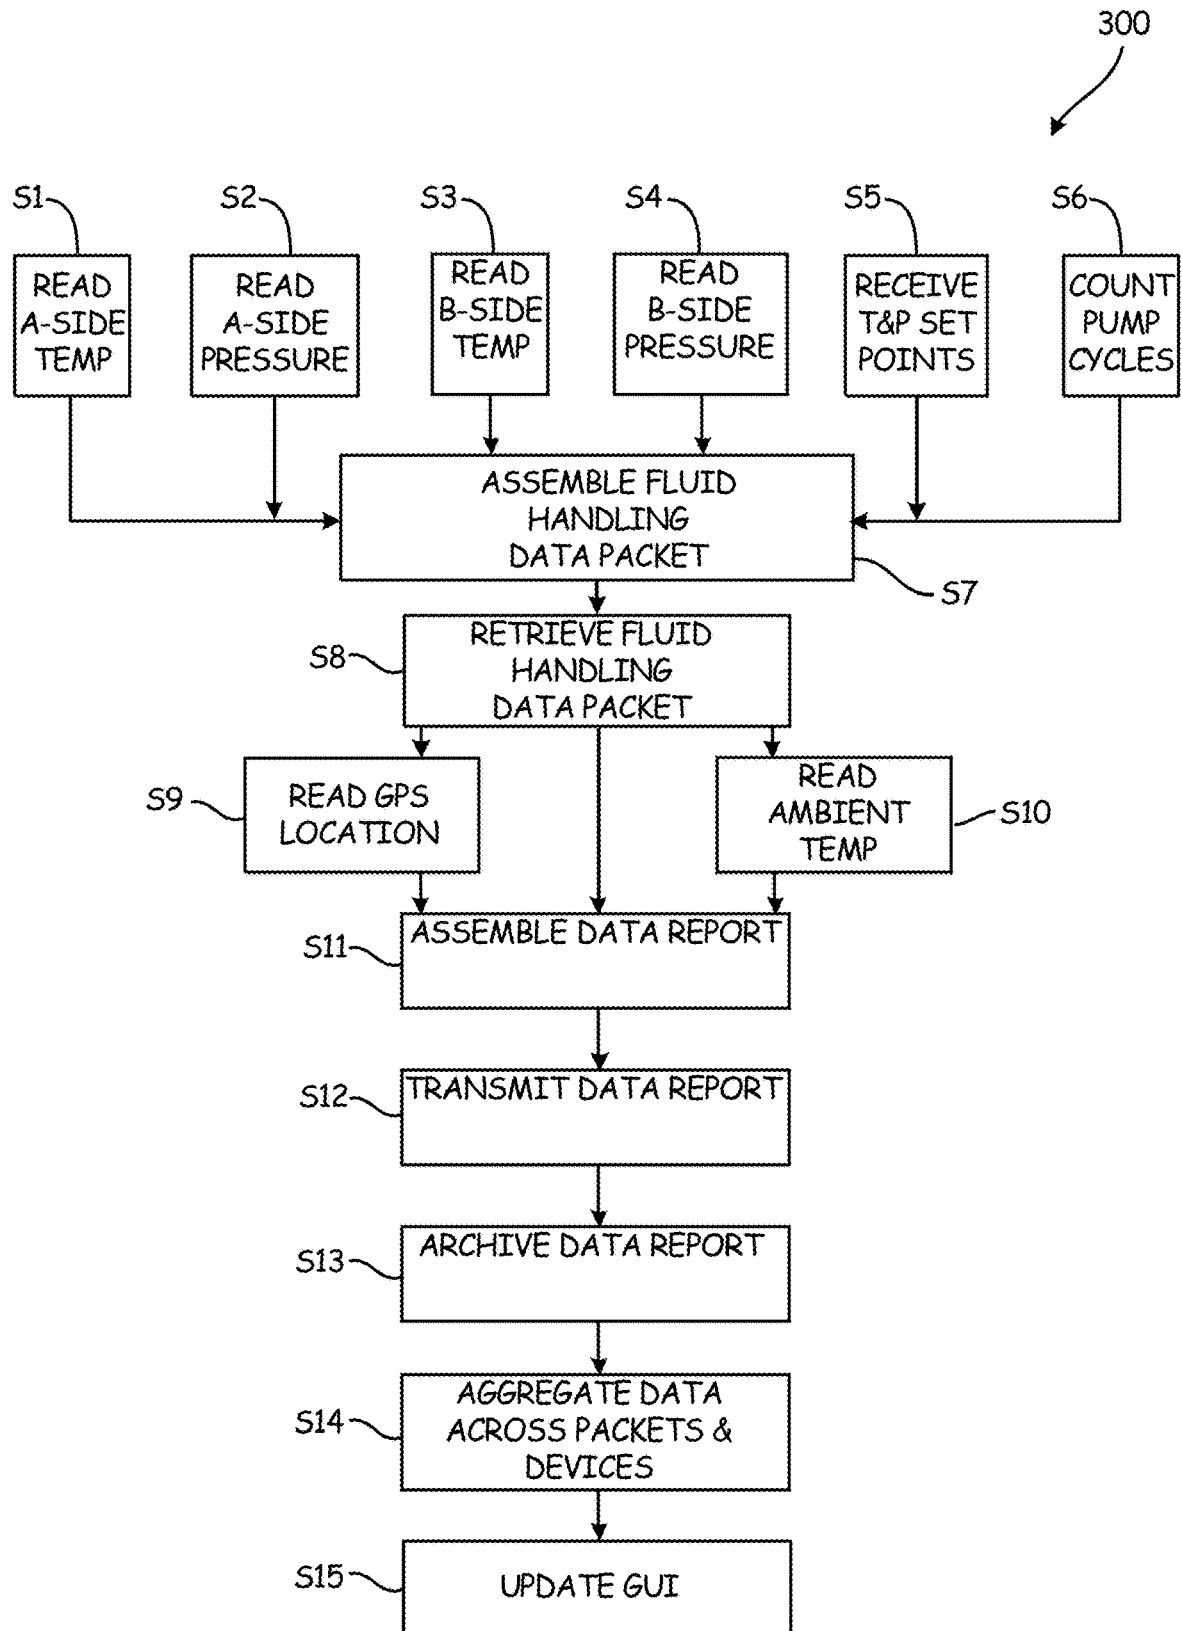 300
S1
S2
S3
S4
S5
S6
READ
A-SIDE
TEMP
READ
A-SIDE
PRESSURE
READ
B-SIDE
TEMP
READ
B-SIDE
PRESSURE
RECEIVE
T&P SET
POINTS
COUNT
PUMP
CYCLES
ASSEMBLE FLUID
HANDLING
DATA PACKET
S7
S8
RETRIEVE FLUID
HANDLING
DATA PACKET
S9
READ GPS
LOCATION
READ
AMBIENT
TEMP
S10
S11
ASSEMBLE DATA REPORT
S12
TRANSMIT DATA REPORT
S13
ARCHIVE DATA REPORT
S14
AGGREGATE DATA
ACROSS PACKETS &
DEVICES
S15
UPDATE GUI